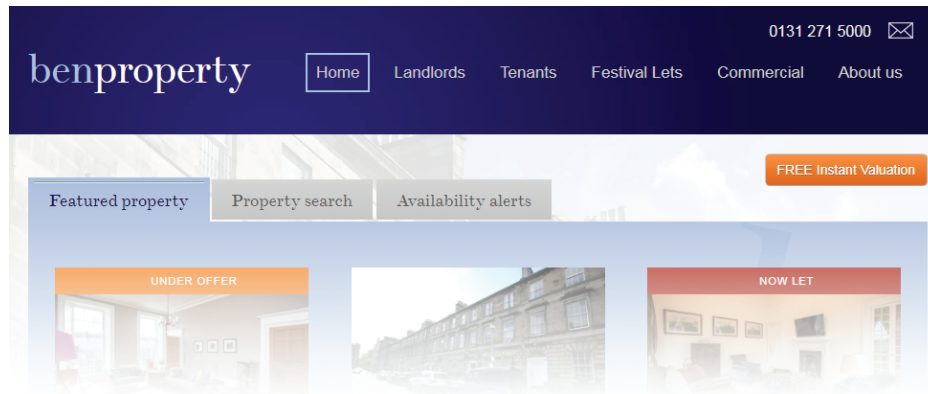 0131 271 5000
benproperty
Home Landlords Tenants Festival Lets Commercial About us
FREE Instant Valuation
Featured property Property search Availability alerts
UNDER OFFER NOW LET